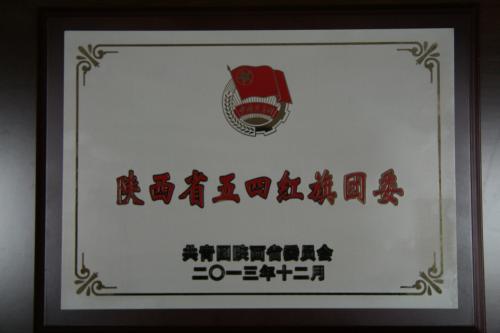 陕西省五四红旗团委
共青团陕西省委员会
二〇一三年十二月